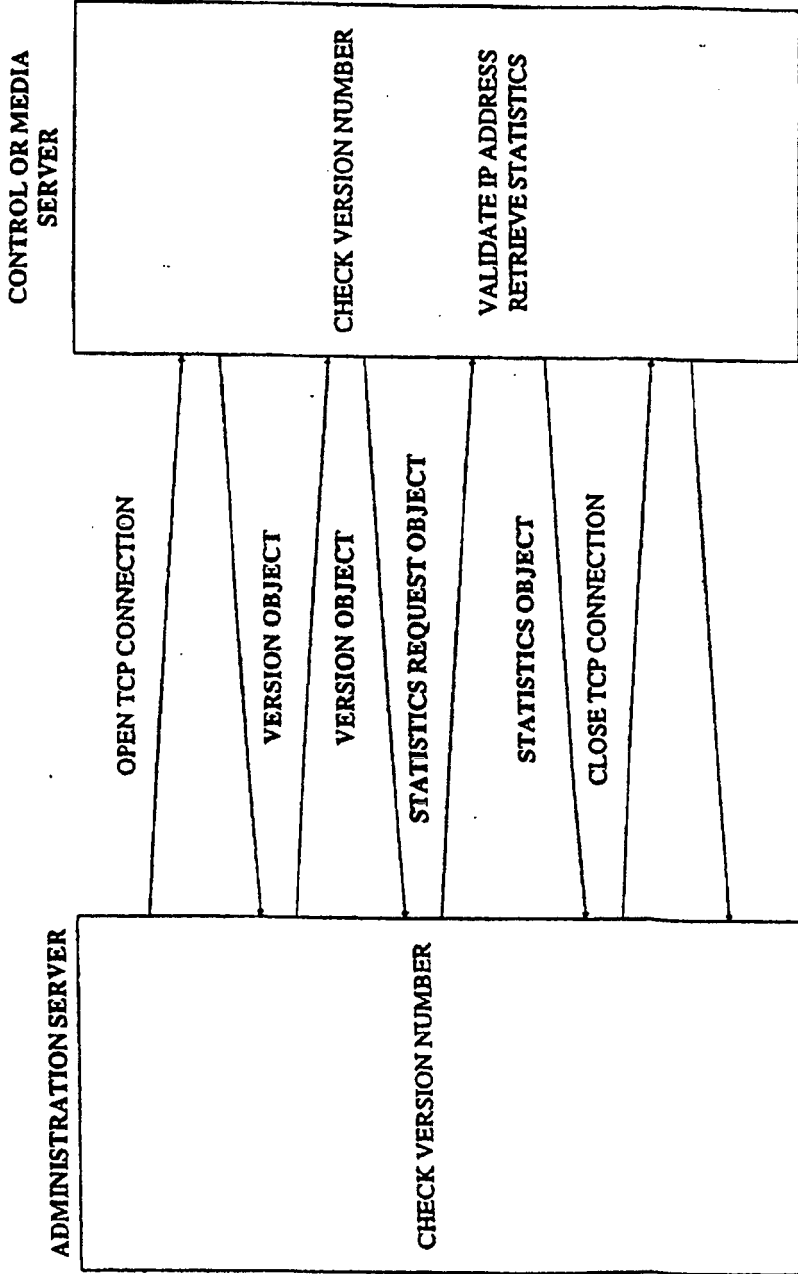 ADMINISTRATION SERVER
CONTROL OR MEDIA
SERVER
OPEN TCP CONNECTION
VERSION OBJECT
VERSION OBJECT
CHECK VERSION NUMBER
CHECK VERSION NUMBER
STATISTICS REQUEST OBJECT
VALIDATE IP ADDRESS
RETRIEVE STATISTICS
STATISTICS OBJECT
CLOSE TCP CONNECTION